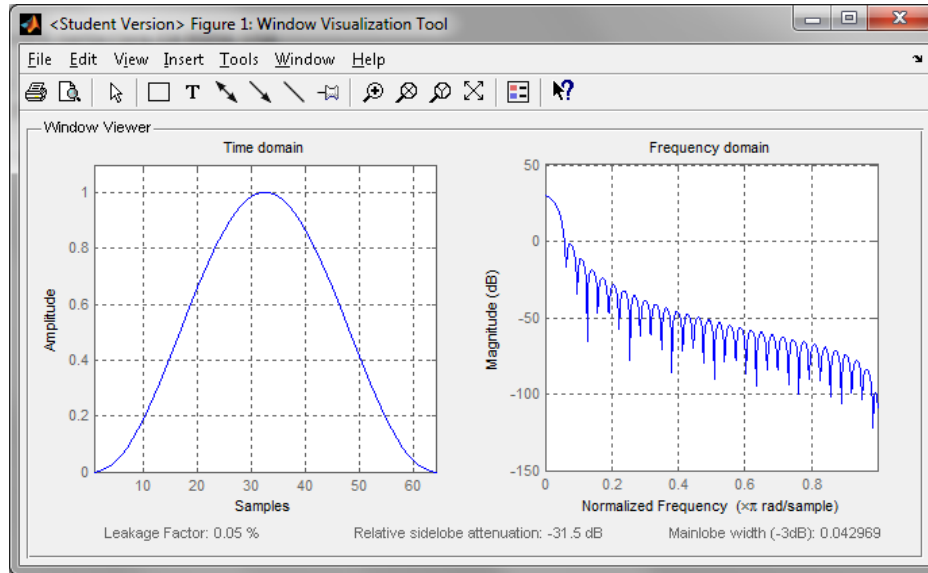 <Student Version> Figure 1: Window Visualization Tool
File Edit View Insert Tools Window Help
T
Window Viewer
Time domain
1
0.8
0.6
0.4
0.2
0
Amplitude
10 20 30 40 50 60
Samples
Frequency domain
50
0
-50
-100
-150
Magnitude (dB)
0 0.2 0.4 0.6 0.8
Normalized Frequency (×π rad/sample)
Leakage Factor: 0.05 % Relative sidelobe attenuation: -31.5 dB Mainlobe width (-3dB): 0.042969